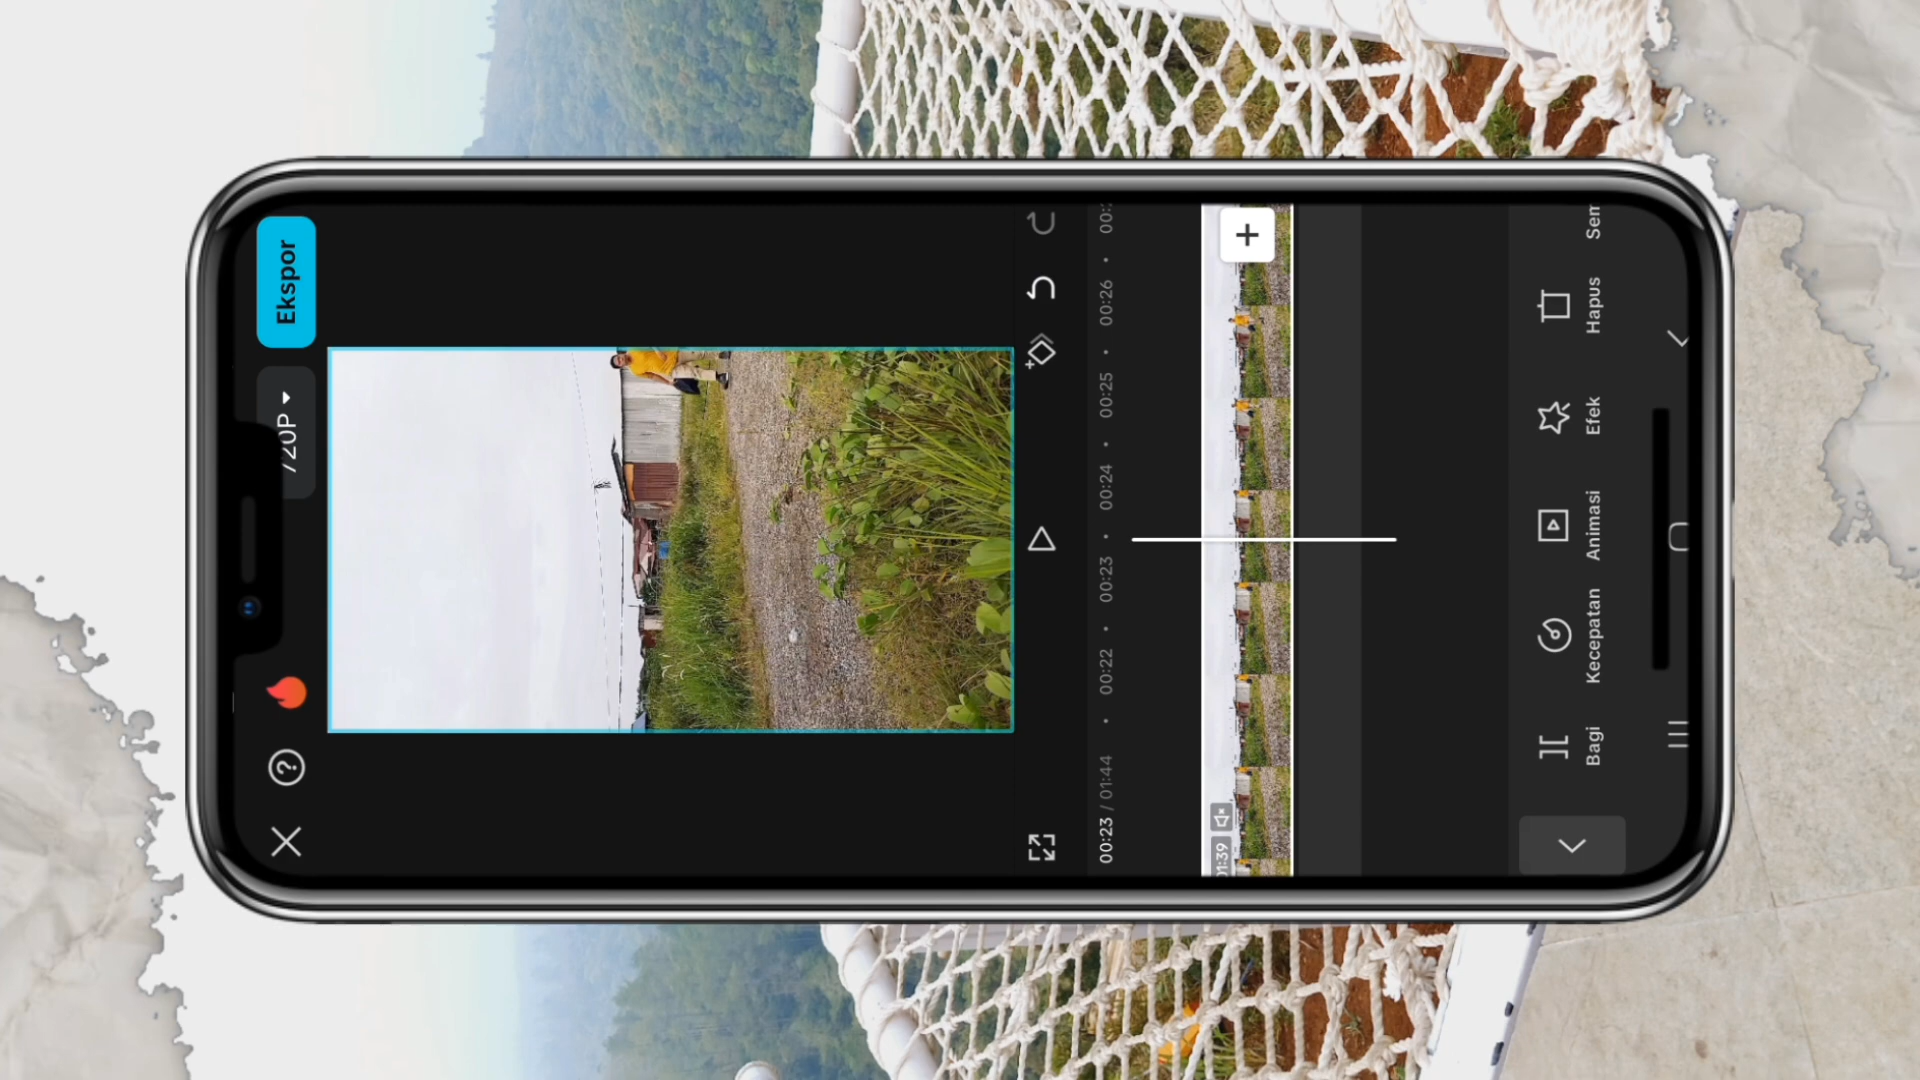 720P
Ekspor
00:23 / 01:44
00:22
00:23
00:24
00:25
00:26
Bagi
Kecepatan
Animasi
Efek
Hapus